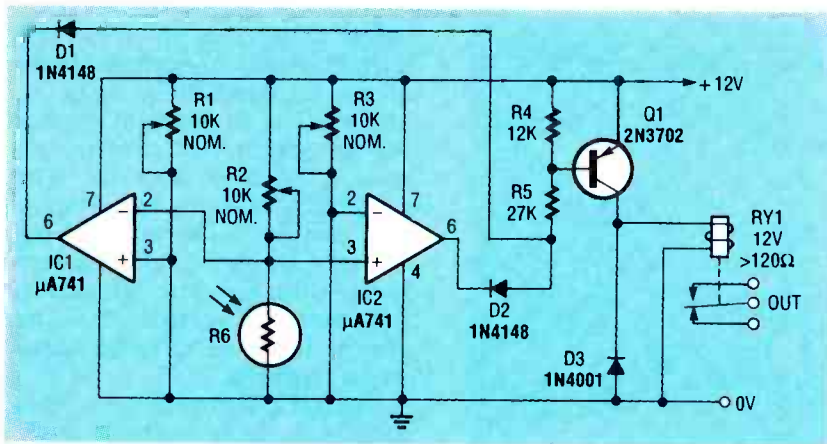 D1
1N4148
R1
10K
NOM.
R2
10K
NOM.
R3
10K
NOM.
R4
12K
+12V
Q1
2N3702
R5
27K
7
2
6
3
IC1
µA741
2
7
6
3
4
IC2
µA741
RY1
12V
>120Ω
OUT
R6
D2
1N4148
D3
1N4001
0V